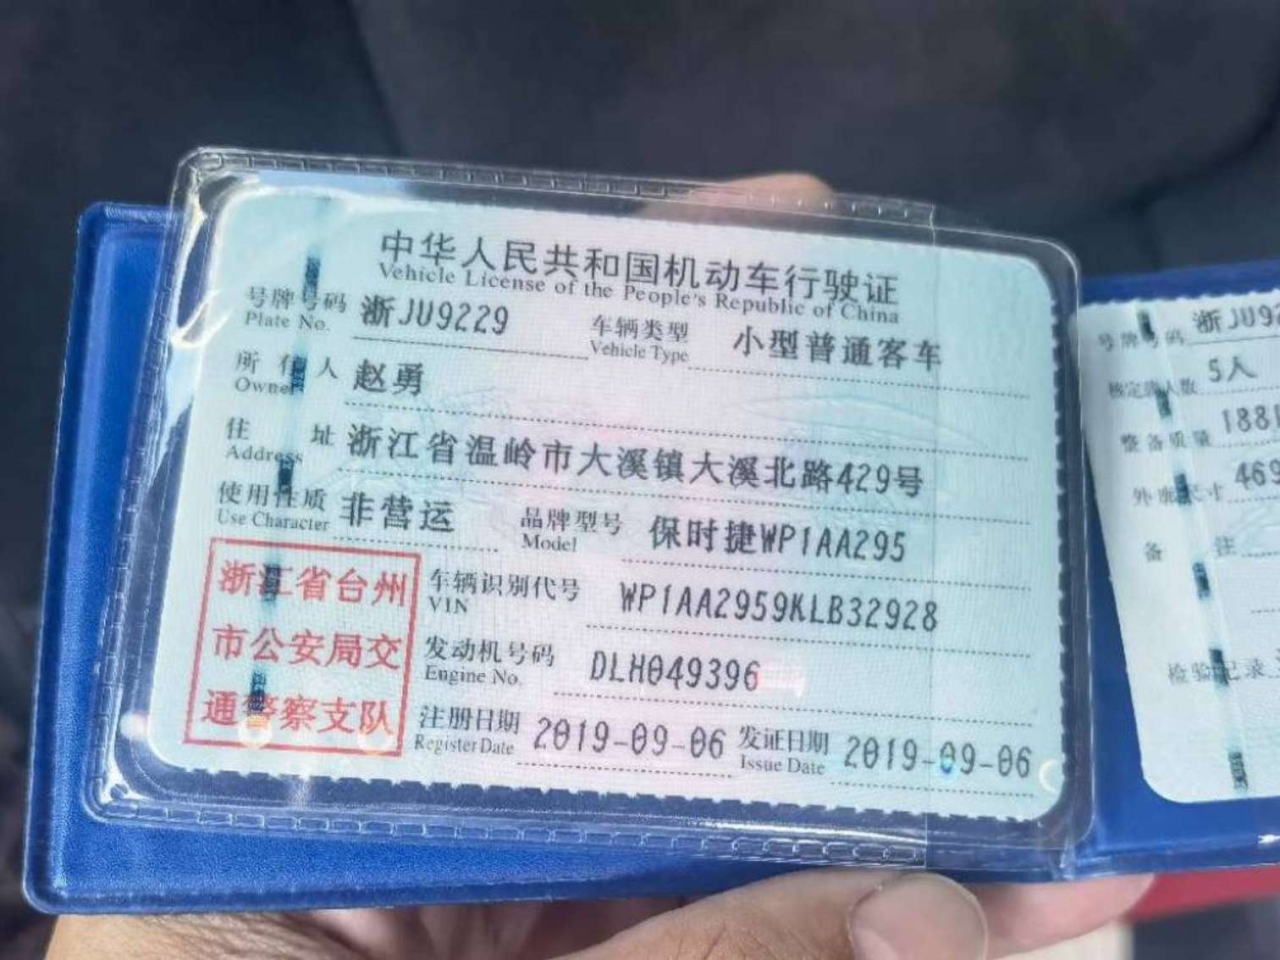 中华人民共和国机动车行驶证
Vehicle License of the People's Republic of China
号牌号码 浙JU9229 车辆类型 小型普通客车
Plate No. Vehicle Type
所有人 赵勇
Owner
住址 浙江省温岭市大溪镇大溪北路429号
Address
使用性质 非营运 品牌型号 保时捷WP1AA295
Use Character Model
浙江省台州
市公安局交
通警察支队
车辆识别代号 WP1AA2959KLB32928
VIN
发动机号码 DLH049396
Engine No.
注册日期 2019-09-06 发证日期 2019-09-06
Register Date Issue Date
号牌号码 浙JU92
核定载人数 5人
整备质量 188
外廓尺寸 469
备注
检验记录